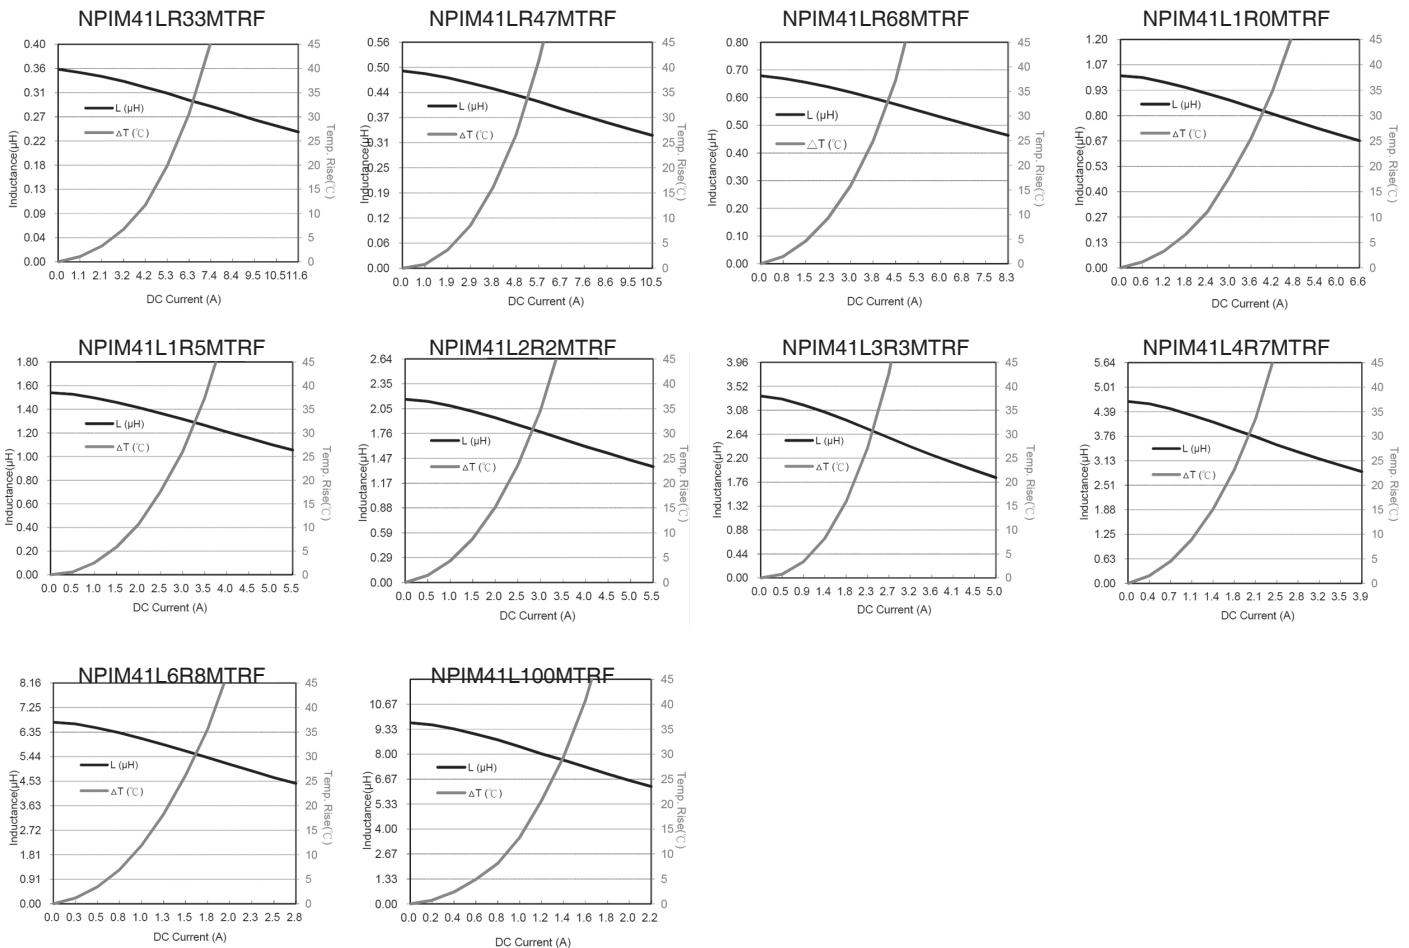 NPIM41LR33MTRF
0.40
0.36
0.31
0.27
0.22
0.18
0.13
0.09
0.04
0.00
Inductance(μH)
L (μH)
ΔT (℃)
45
40
35
30
25
20
15
10
5
0
Temp. Rise(℃)
0.0 1.1 2.1 3.2 4.2 5.3 6.3 7.4 8.4 9.5 10.5 11.6
DC Current (A)
NPIM41LR47MTRF
0.56
0.50
0.44
0.37
0.31
0.25
0.19
0.12
0.06
0.00
Inductance(μH)
L (μH)
ΔT (℃)
45
40
35
30
25
20
15
10
5
0
Temp. Rise(℃)
0.0 1.0 1.9 2.9 3.8 4.8 5.7 6.7 7.6 8.6 9.5 10.5
DC Current (A)
NPIM41LR68MTRF
0.80
0.70
0.60
0.50
0.40
0.30
0.20
0.10
0.00
Inductance(μH)
L (μH)
△T (℃)
45
40
35
30
25
20
15
10
5
0
Temp. Rise(℃)
0.0 0.8 1.5 2.3 3.0 3.8 4.5 5.3 6.0 6.8 7.5 8.3
DC Current (A)
NPIM41L1R0MTRF
1.20
1.07
0.93
0.80
0.67
0.53
0.40
0.27
0.13
0.00
Inductance(μH)
L (μH)
ΔT (℃)
45
40
35
30
25
20
15
10
5
0
Temp. Rise(℃)
0.0 0.6 1.2 1.8 2.4 3.0 3.6 4.2 4.8 5.4 6.0 6.6
DC Current (A)
NPIM41L1R5MTRF
1.80
1.60
1.40
1.20
1.00
0.80
0.60
0.40
0.20
0.00
Inductance(μH)
L (μH)
ΔT (℃)
45
40
35
30
25
20
15
10
5
0
Temp. Rise(℃)
0.0 0.5 1.0 1.5 2.0 2.5 3.0 3.5 4.0 4.5 5.0 5.5
DC Current (A)
NPIM41L2R2MTRF
2.64
2.35
2.05
1.76
1.47
1.17
0.88
0.59
0.29
0.00
Inductance(μH)
L (μH)
ΔT (℃)
45
40
35
30
25
20
15
10
5
0
Temp. Rise(℃)
0.0 0.5 1.0 1.5 2.0 2.5 3.0 3.5 4.0 4.5 5.0 5.5
DC Current (A)
NPIM41L3R3MTRF
3.96
3.52
3.08
2.64
2.20
1.76
1.32
0.88
0.44
0.00
Inductance(μH)
L (μH)
ΔT (℃)
45
40
35
30
25
20
15
10
5
0
Temp. Rise(℃)
0.0 0.5 0.9 1.4 1.8 2.3 2.7 3.2 3.6 4.1 4.5 5.0
DC Current (A)
NPIM41L4R7MTRF
5.64
5.01
4.39
3.76
3.13
2.51
1.88
1.25
0.63
0.00
Inductance(μH)
L (μH)
ΔT (℃)
45
40
35
30
25
20
15
10
5
0
Temp. Rise(℃)
0.0 0.4 0.7 1.1 1.4 1.8 2.1 2.5 2.8 3.2 3.5 3.9
DC Current (A)
NPIM41L6R8MTRF
8.16
7.25
6.35
5.44
4.53
3.63
2.72
1.81
0.91
0.00
Inductance(μH)
L (μH)
ΔT (℃)
45
40
35
30
25
20
15
10
5
0
Temp. Rise(℃)
0.0 0.3 0.5 0.8 1.0 1.3 1.5 1.8 2.0 2.3 2.5 2.8
DC Current (A)
NPIM41L100MTRF
10.67
9.33
8.00
6.67
5.33
4.00
2.67
1.33
0.00
Inductance(μH)
L (μH)
ΔT (℃)
45
40
35
30
25
20
15
10
5
0
Temp. Rise(℃)
0.0 0.2 0.4 0.6 0.8 1.0 1.2 1.4 1.6 1.8 2.0 2.2
DC Current (A)